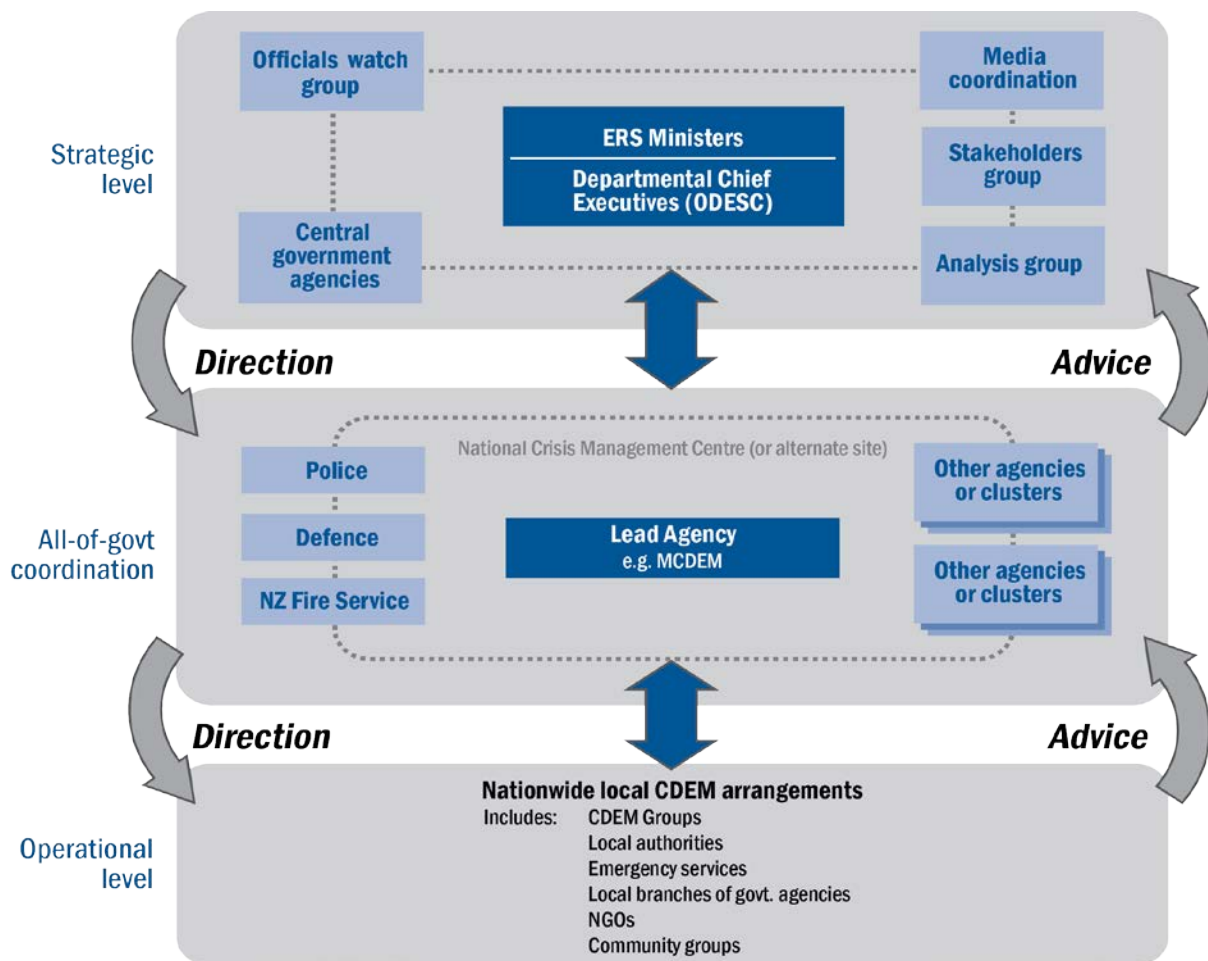 Officials watch
group
Media
coordination
ERS Ministers
Departmental Chief
Executives (ODESC)
Strategic
level
Stakeholders
group
Central
government
agencies
Analysis group
Direction
Advice
National Crisis Management Centre (or alternate site)
Police
Other agencies
or clusters
All-of-govt
coordination
Defence
Lead Agency
e.g. MCDEM
NZ Fire Service
Other agencies
or clusters
Direction
Advice
Nationwide local CDEM arrangements
Includes: CDEM Groups
Local authorities
Operational
level
Emergency services
Local branches of govt. agencies
NGOs
Community groups